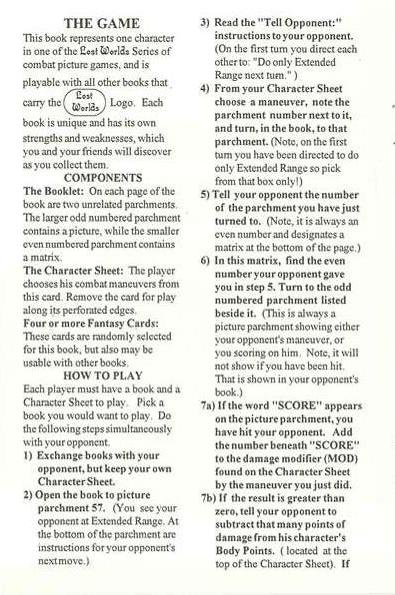 THE GAME
This book represents one character
in one of the Lost Worlds Series of
combat picture games, and is
playable with all other books that
carry the Lost Worlds Logo. Each
book is unique and has its own
strengths and weaknesses, which
you and your friends will discover
as you collect them.
COMPONENTS
The Booklet: On each page of the
book are two unrelated parchments.
The larger odd numbered parchment
contains a picture, while the smaller
even numbered parchment contains
a matrix.
The Character Sheet: The player
chooses his combat maneuvers from
this card. Remove the card for play
along its perforated edges.
Four or more Fantasy Cards:
These cards are randomly selected
for this book, but also may be
usable with other books.
HOW TO PLAY
Each player must have a book and a
Character Sheet to play. Pick a
book you would want to play. Do
the following steps simultaneously
with your opponent.
1) Exchange books with your
opponent, but keep your own
Character Sheet.
2) Open the book to picture
parchment 57. (You see your
opponent at Extended Range. At
the bottom of the parchment are
instructions for your opponent's
next move.)
3) Read the "Tell Opponent:"
instructions to your opponent.
(On the first turn you direct each
other to: "Do only Extended
Range next turn." )
4) From your Character Sheet
choose a maneuver, note the
parchment number next to it,
and turn, in the book, to that
parchment. (Note, on the first
turn you have been directed to do
only Extended Range so pick
from that box only!)
5) Tell your opponent the number
of the parchment you have just
turned to. (Note, it is always an
even number and designates a
matrix at the bottom of the page.)
6) In this matrix, find the even
number your opponent gave
you in step 5. Turn to the odd
numbered parchment listed
beside it. (This is always a
picture parchment showing either
your opponent's maneuver, or
you scoring on him. Note, it will
not show if you have been hit.
That is shown in your opponent's
book.)
7a) If the word "SCORE" appears
on the picture parchment, you
have hit your opponent. Add
the number beneath "SCORE"
to the damage modifier (MOD)
found on the Character Sheet
by the maneuver you just did.
7b) If the result is greater than
zero, tell your opponent to
subtract that many points of
damage from his character's
Body Points. ( located at the
top of the Character Sheet). If